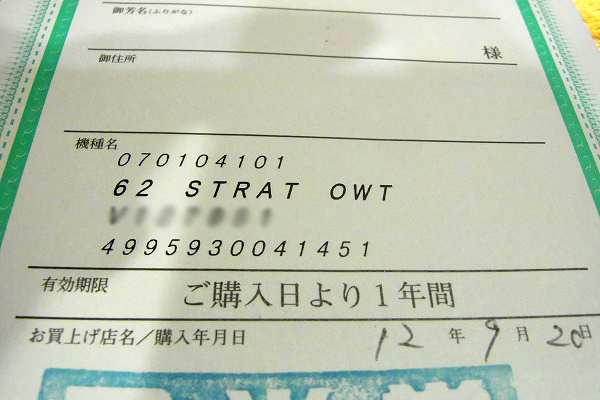 御芳名(ふりがな)
様
御住所
機種名
070104101
62 STRAT OWT
4995930041451
有効期限 ご購入日より1年間
お買上げ店名/購入年月日 12年9月20日